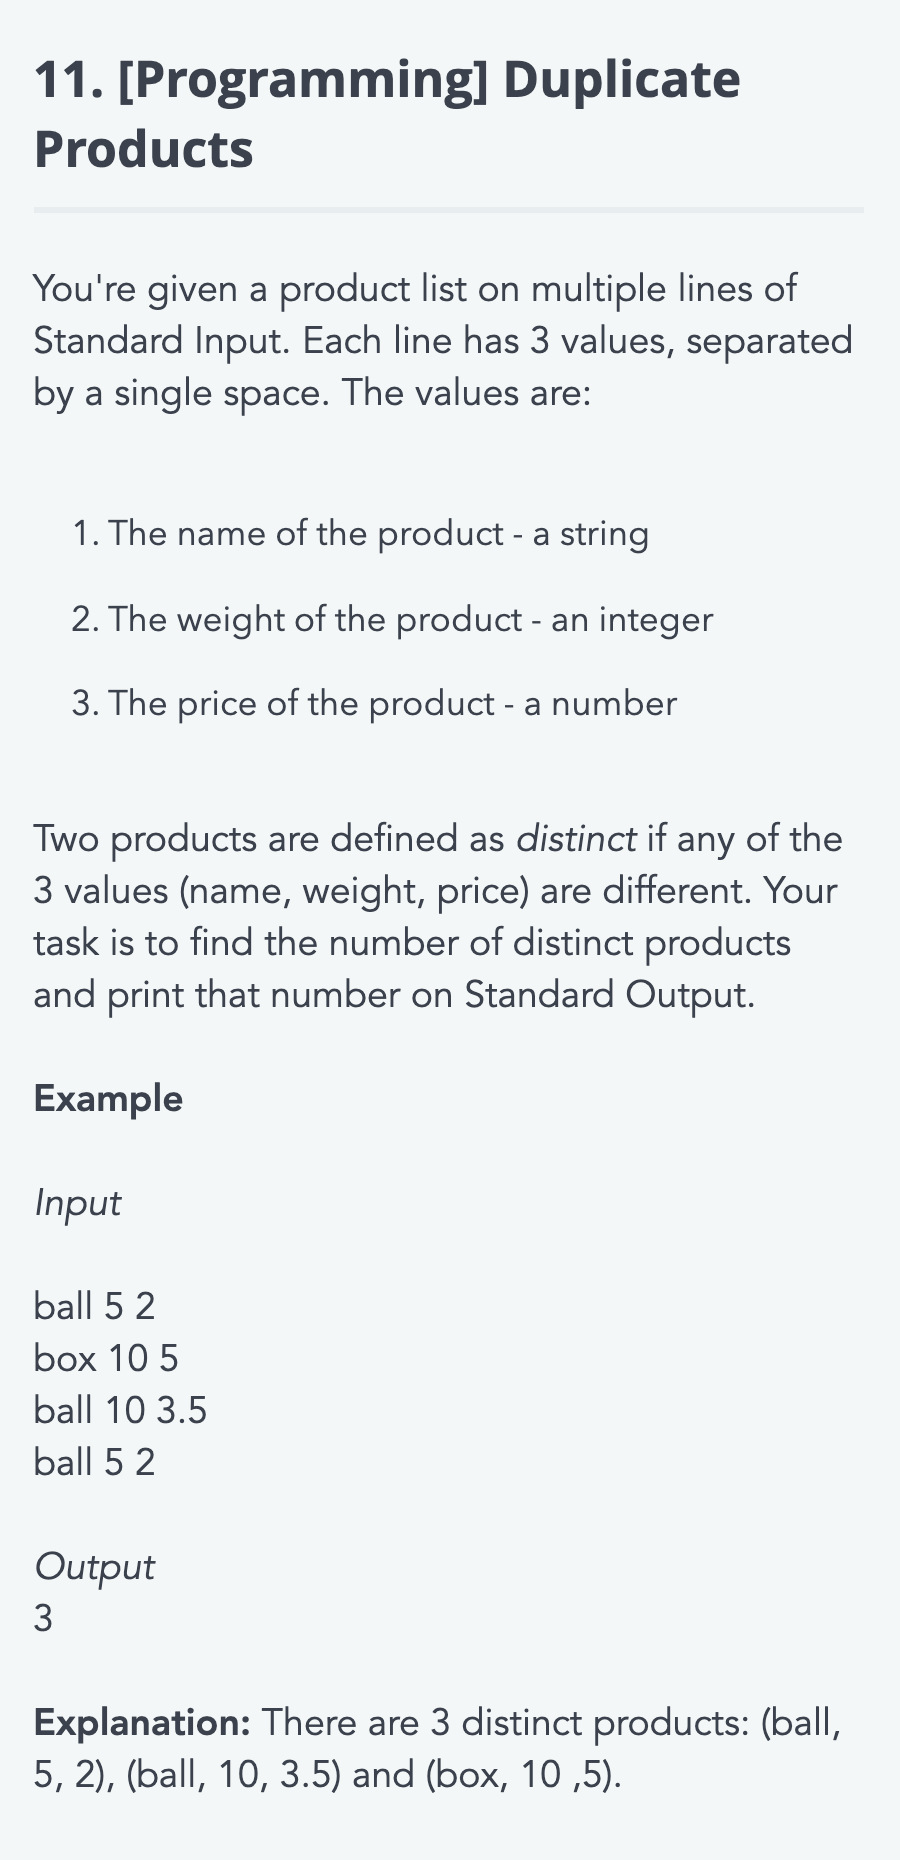 11. [Programming] Duplicate
Products
You're given a product list on multiple lines of
Standard Input. Each line has 3 values, separated
by a single space. The values are:
1. The name of the product - a string
2. The weight of the product - an integer
3. The price of the product - a number
Two products are defined as distinct if any of the
3 values (name, weight, price) are different. Your
task is to find the number of distinct products
and print that number on Standard Output.
Example
Input
ball 5 2
box 10 5
ball 10 3.5
ball 5 2
Output
3
Explanation: There are 3 distinct products: (ball,
5, 2), (ball, 10, 3.5) and (box, 10 ,5).